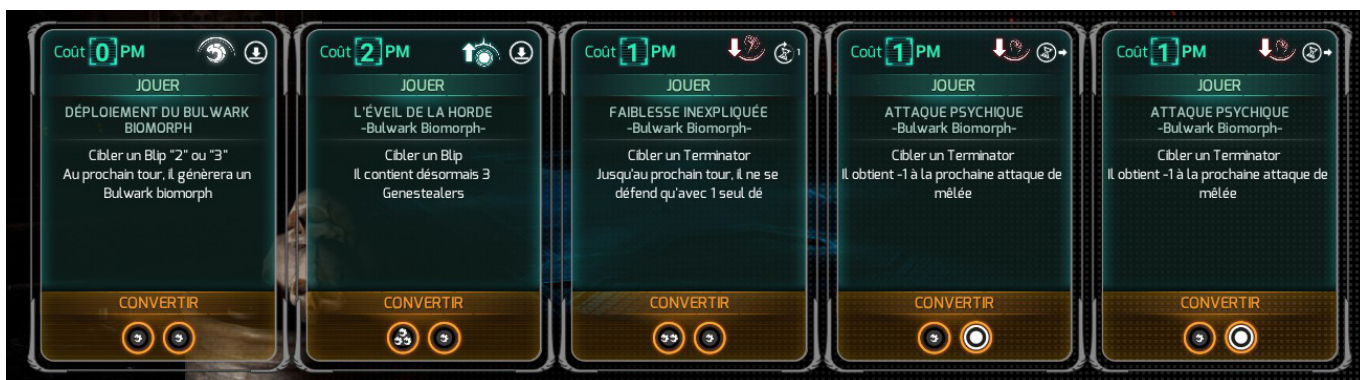 Coût 0 PM
JOUER
DÉPLOIEMENT DU BULWARK
BIOMORPH
Cibler un Blip "2" ou "3"
Au prochain tour, il génèrera un
Bulwark biomorph
CONVERTIR
Coût 2 PM
JOUER
L'ÉVEIL DE LA HORDE
-Bulwark Biomorph-
Cibler un Blip
Il contient désormais 3
Genestealers
CONVERTIR
Coût 1 PM
1
JOUER
FAIBLESSE INEXPLIQUÉE
-Bulwark Biomorph-
Cibler un Terminator
Jusqu'au prochain tour, il ne se
défend qu'avec 1 seul dé
CONVERTIR
Coût 1 PM
JOUER
ATTAQUE PSYCHIQUE
-Bulwark Biomorph-
Cibler un Terminator
Il obtient -1 à la prochaine attaque de
mêlée
CONVERTIR
Coût 1 PM
JOUER
ATTAQUE PSYCHIQUE
-Bulwark Biomorph-
Cibler un Terminator
Il obtient -1 à la prochaine attaque de
mêlée
CONVERTIR